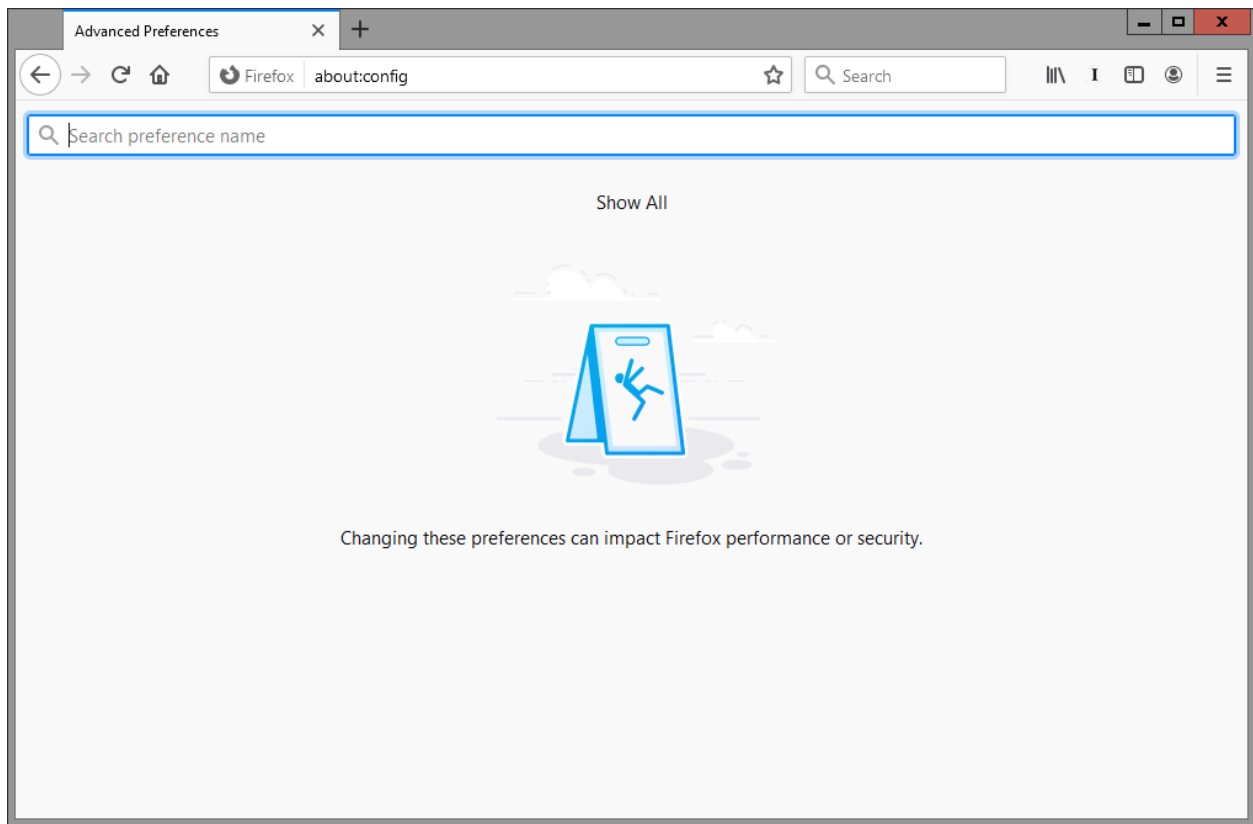 Advanced Preferences
Firefox about:config Search
Search preference name
Show All
Changing these preferences can impact Firefox performance or security.